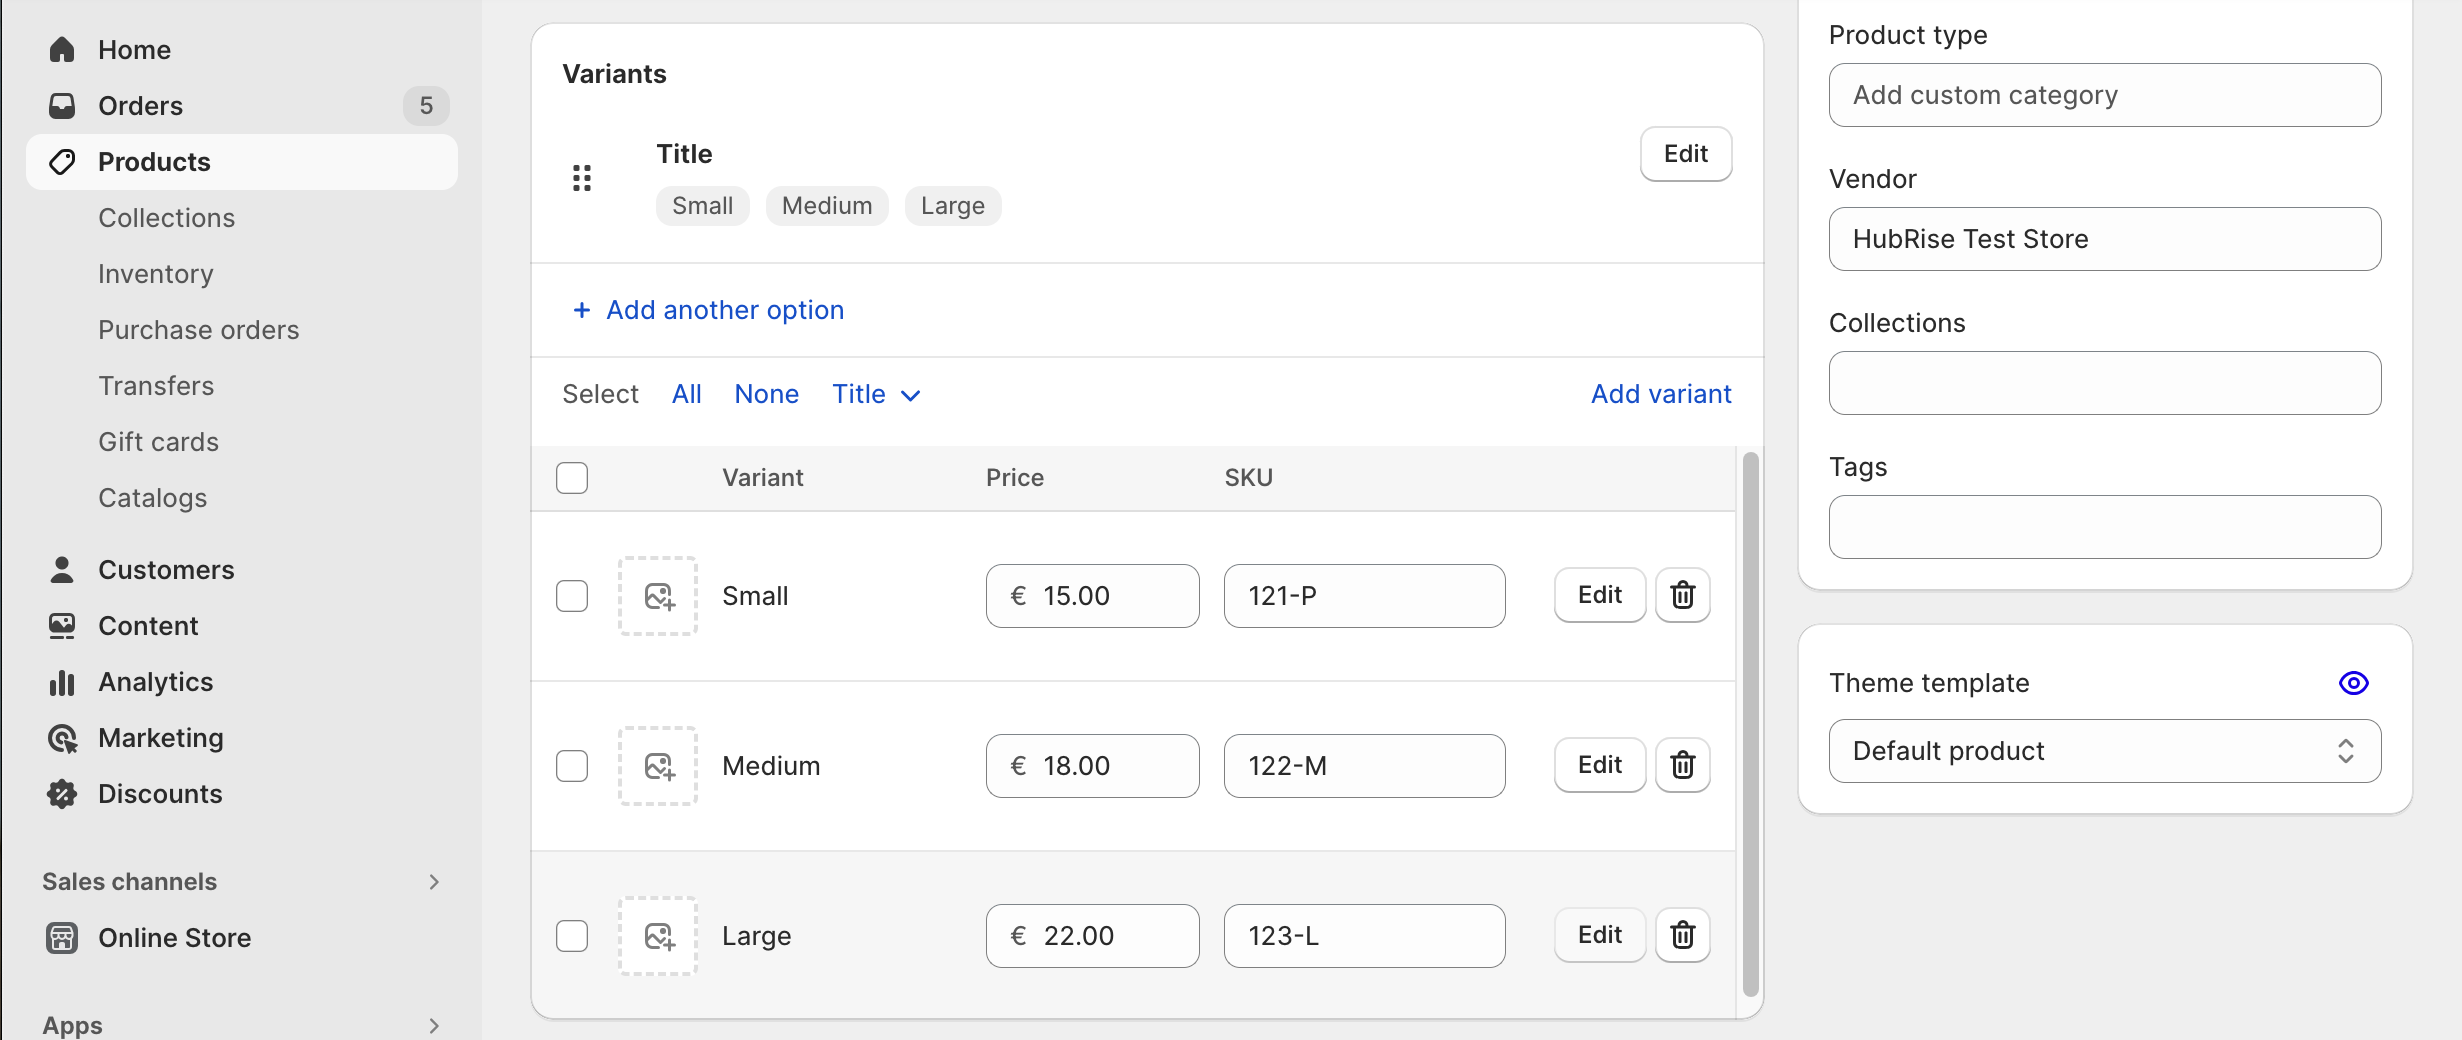 Home
Orders 5
Products
Collections
Inventory
Purchase orders
Transfers
Gift cards
Catalogs
Customers
Content
Analytics
Marketing
Discounts
Sales channels
Online Store
Apps
Variants
Title Edit
Small Medium Large
+ Add another option
Select All None Title Add variant
Variant Price SKU
Small € 15.00 121-P Edit
Medium € 18.00 122-M Edit
Large € 22.00 123-L Edit
Product type
Add custom category
Vendor
HubRise Test Store
Collections
Tags
Theme template
Default product